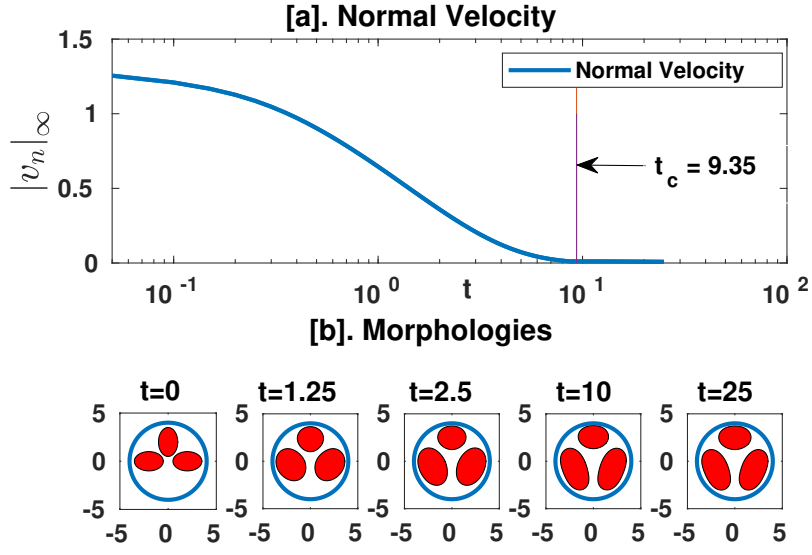 [a]. Normal Velocity
1.5
1
0.5
0
|v_n|_∞
Normal Velocity
t_c = 9.35
10^-1
10^0
t
10^1
10^2
[b]. Morphologies
t=0
t=1.25
t=2.5
t=10
t=25
5
0
-5
-5 0 5
5
0
-5
-5 0 5
5
0
-5
-5 0 5
5
0
-5
-5 0 5
5
0
-5
-5 0 5